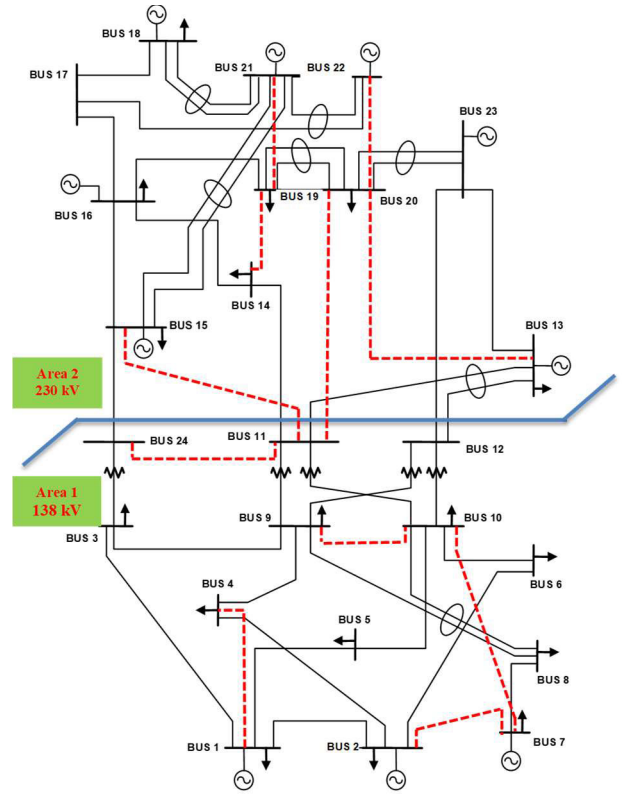 BUS 18
BUS 21
BUS 22
BUS 17
BUS 23
BUS 19
BUS 20
BUS 16
BUS 14
BUS 15
BUS 13
Area 2
230 kV
BUS 24
BUS 11
BUS 12
Area 1
138 kV
BUS 3
BUS 9
BUS 10
BUS 4
BUS 6
BUS 5
BUS 8
BUS 1
BUS 2
BUS 7